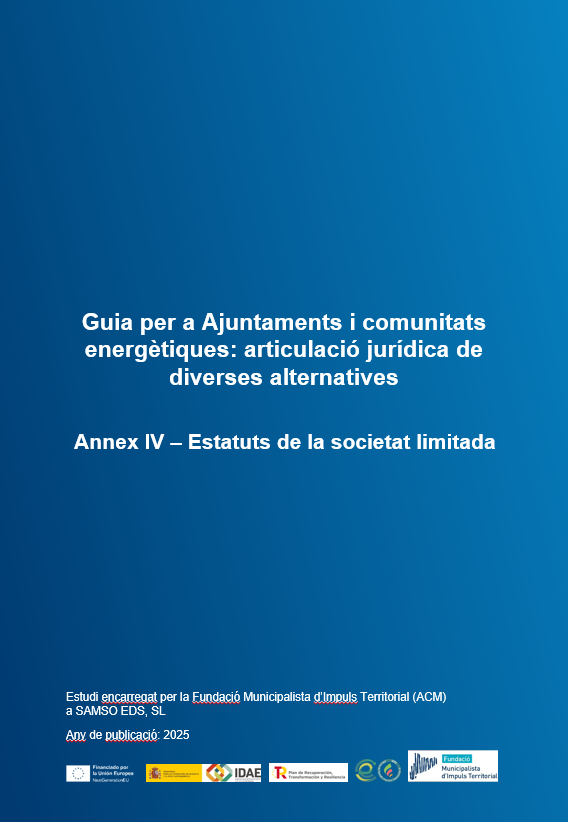 Guia per a Ajuntaments i comunitats
energètiques: articulació jurídica de
diverses alternatives
Annex IV – Estatuts de la societat limitada
Estudi encarregat per la Fundació Municipalista d'Impuls Territorial (ACM)
a SAMSO EDS, SL
Any de publicació: 2025
Financiado por
la Unión Europea
NextGenerationEU
IDAE
Plan de Recuperación,
Transformación y Resiliencia
Fundació
Municipalista
d'Impuls Territorial